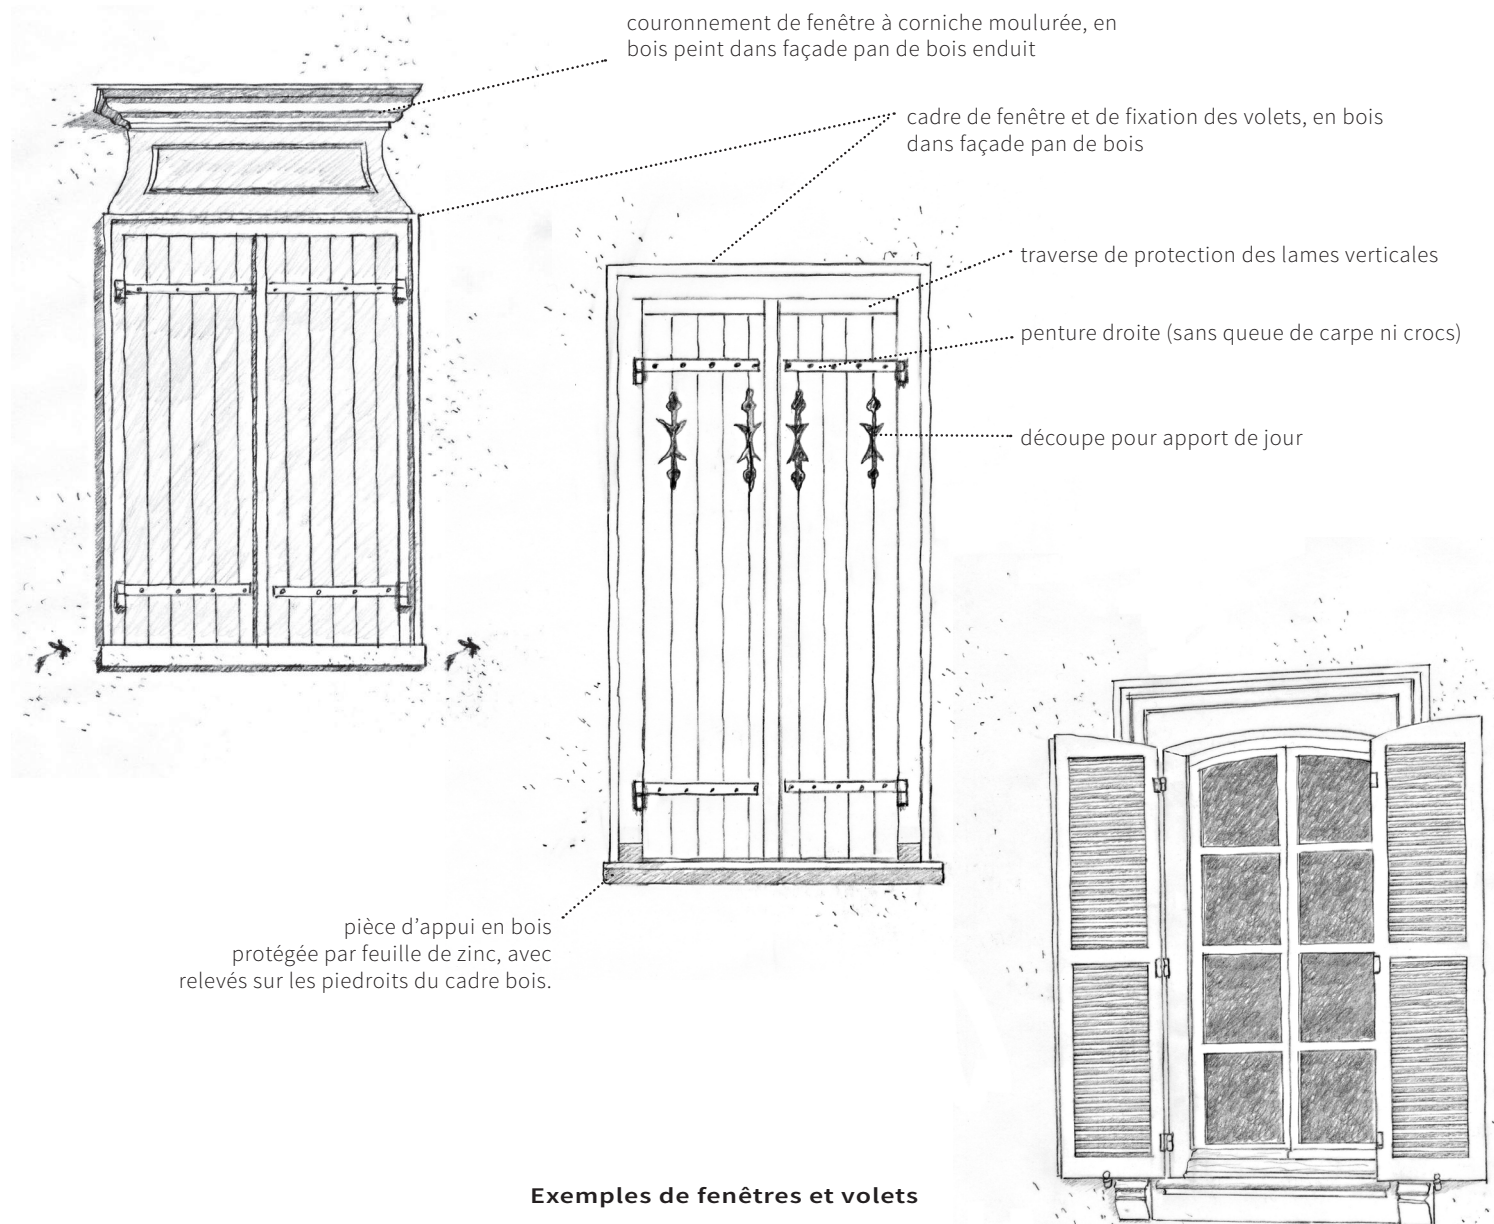 couronnement de fenêtre à corniche moulurée, en
bois peint dans façade pan de bois enduit
cadre de fenêtre et de fixation des volets, en bois
dans façade pan de bois
traverse de protection des lames verticales
penture droite (sans queue de carpe ni crocs)
découpe pour apport de jour
pièce d’appui en bois
protégée par feuille de zinc, avec
relevés sur les piedroits du cadre bois.
Exemples de fenêtres et volets